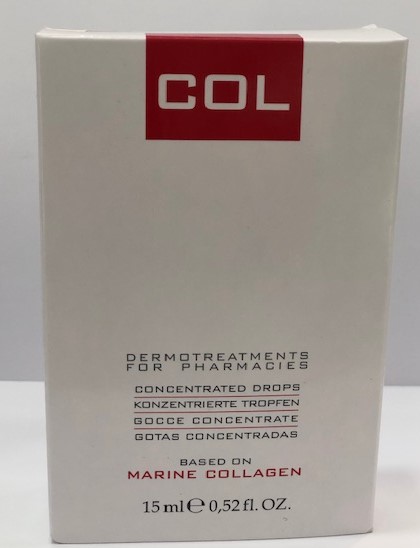 COL
DERMOTREATMENTS
FOR PHARMACIES
CONCENTRATED DROPS
KONZENTRIERTE TROPFEN
GOCCE CONCENTRATE
GOTAS CONCENTRADAS
BASED ON
MARINE COLLAGEN
15 ml ℮ 0,52 fl. OZ.